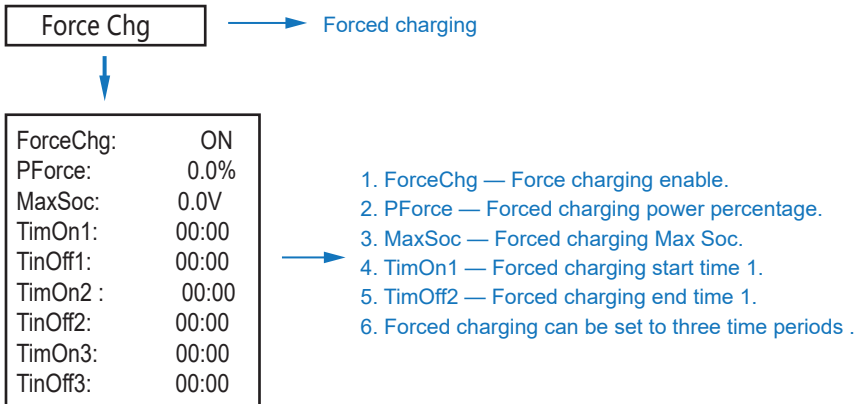 Force Chg
Forced charging
ForceChg: ON
PForce: 0.0%
MaxSoc: 0.0V
TimOn1: 00:00
TinOff1: 00:00
TimOn2 : 00:00
TinOff2: 00:00
TimOn3: 00:00
TinOff3: 00:00
1. ForceChg — Force charging enable.
2. PForce — Forced charging power percentage.
3. MaxSoc — Forced charging Max Soc.
4. TimOn1 — Forced charging start time 1.
5. TimOff2 — Forced charging end time 1.
6. Forced charging can be set to three time periods .